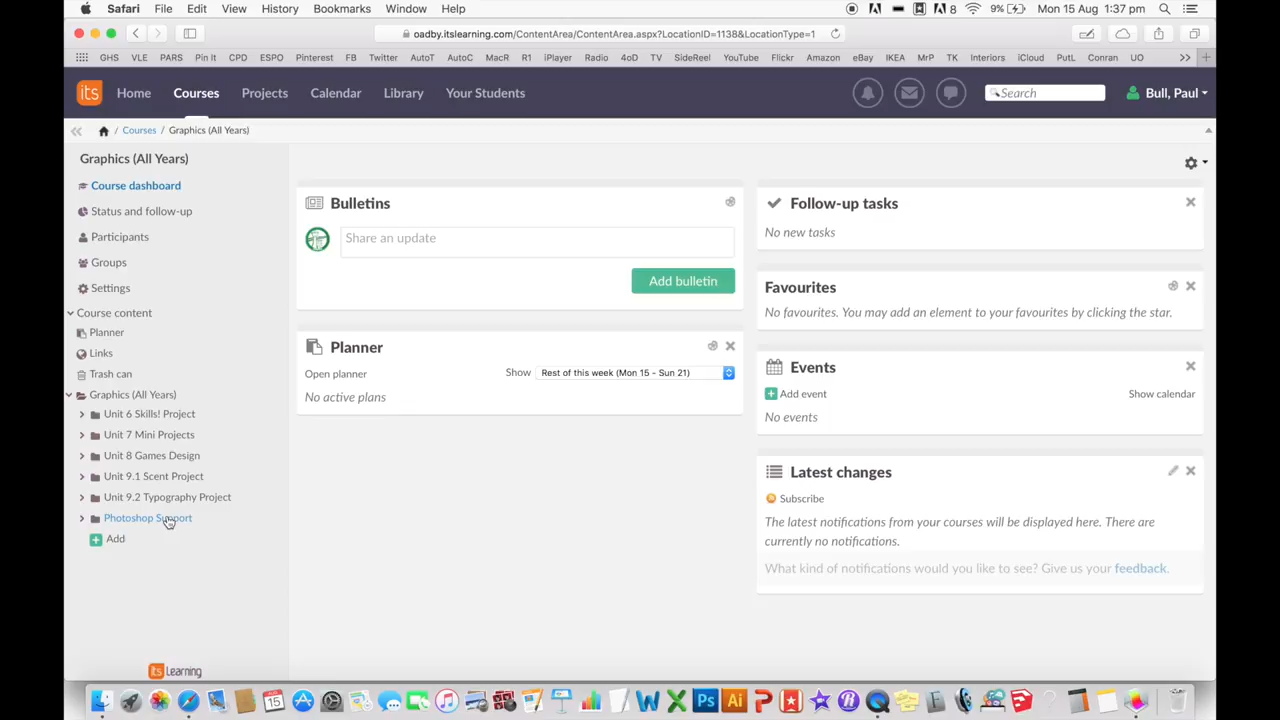 Safari File Edit View History Bookmarks Window Help 8 9% Mon 15 Aug 1:37 pm
oadby.itslearning.com/ContentArea/ContentArea.aspx?LocationID=1138&LocationType=1
GHS VLE PARS Pin It CPD ESPO Pinterest FB Twitter AutoT AutoC MacR R1 iPlayer Radio 4oD TV SideReel YouTube Flickr Amazon eBay IKEA MrP TK Interiors iCloud PutL Conran UO
its Home Courses Projects Calendar Library Your Students Search Bull, Paul
/ Courses / Graphics (All Years)
Graphics (All Years)
Course dashboard
Status and follow-up
Participants
Groups
Settings
Course content
Planner
Links
Trash can
Graphics (All Years)
Unit 6 Skills! Project
Unit 7 Mini Projects
Unit 8 Games Design
Unit 9.1 Scent Project
Unit 9.2 Typography Project
Photoshop Support
Add
its Learning
Bulletins
Share an update
Add bulletin
Planner
Open planner Show Rest of this week (Mon 15 - Sun 21)
No active plans
Follow-up tasks
No new tasks
Favourites
No favourites. You may add an element to your favourites by clicking the star.
Events
Add event Show calendar
No events
Latest changes
Subscribe
The latest notifications from your courses will be displayed here. There are
currently no notifications.
What kind of notifications would you like to see? Give us your feedback.
15 Ps Ai